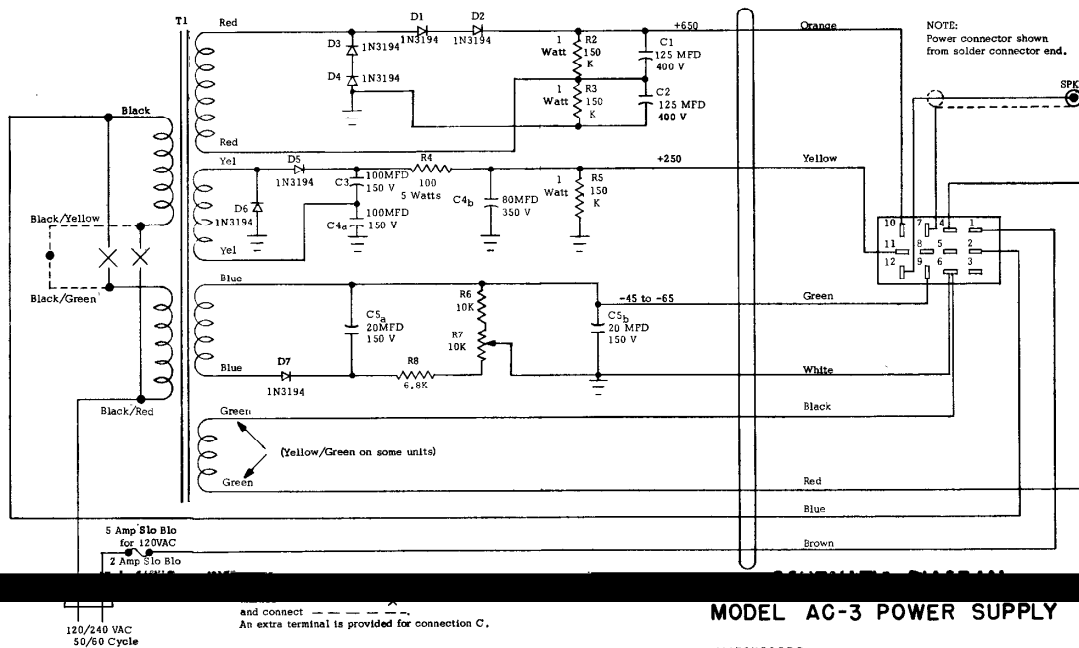 T1
Red
D1
1N3194
D2
1N3194
+650
Orange
NOTE:
Power connector shown
from solder connector end.
D3
1N3194
D4
1N3194
1
Watt
R2
150
K
C1
125 MFD
400 V
1
Watt
R3
150
K
C2
125 MFD
400 V
SPK
Black
Red
Yel
D5
1N3194
R4
100
5 Watts
+250
Yellow
C3
100MFD
150 V
C4a
100MFD
150 V
D6
1N3194
C4b
80MFD
350 V
1
Watt
R5
150
K
Yel
Black/Yellow
Black/Green
10
7
4
1
11
8
5
2
12
9
6
3
Blue
C5a
20MFD
150 V
R6
10K
R7
10K
-45 to -65
Green
C5b
20 MFD
150 V
Blue
D7
1N3194
R8
6.8K
White
Black/Red
Green
Black
(Yellow/Green on some units)
Green
Red
Blue
5 Amp Slo Blo
for 120VAC
2 Amp Slo Blo
Brown
and connect
An extra terminal is provided for connection C.
MODEL AC-3 POWER SUPPLY
120/240 VAC
50/60 Cycle